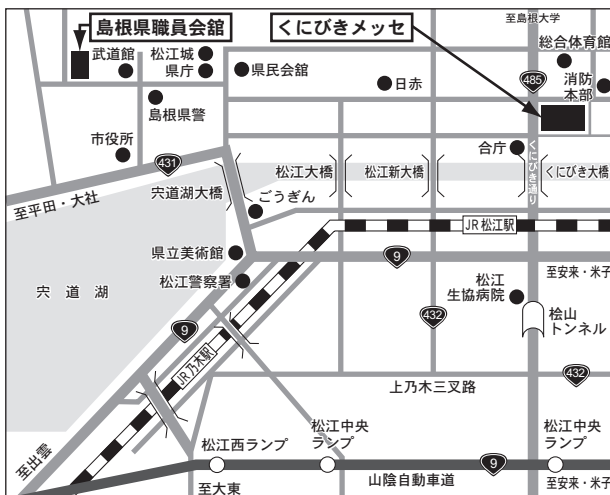 島根県職員会舘
くにびきメッセ
至島根大学
武道館
松江城
県庁
県民会舘
総合体育館
485
消防
本部
日赤
島根県警
市役所
合庁
431
くにびき通り
松江大橋
松江新大橋
くにびき大橋
宍道湖大橋
ごうぎん
至平田・大社
JR 松江駅
県立美術館
9
松江警察署
至安来・米子
宍道湖
松江
生協病院
432
桧山
トンネル
9
JR乃木駅
432
上乃木三叉路
至出雲
松江西ランプ
松江中央
ランプ
松江中央
ランプ
9
至大東
山陰自動車道
至安来・米子